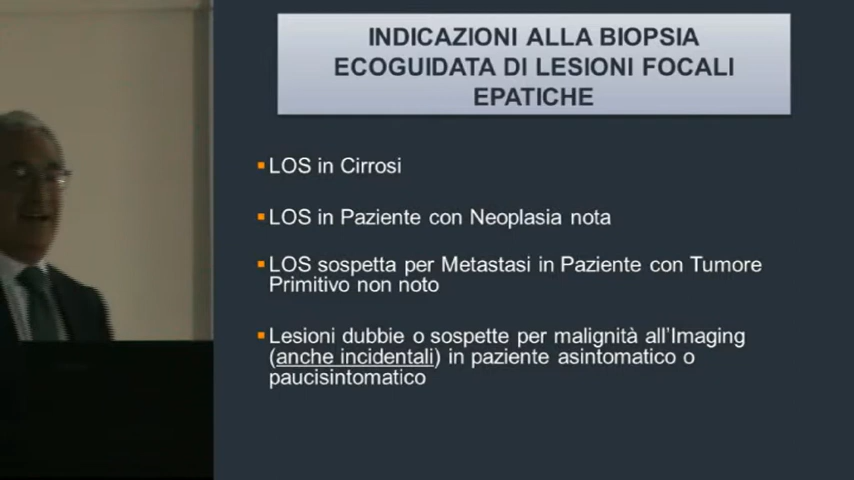 INDICAZIONI ALLA BIOPSIA
ECOGUIDATA DI LESIONI FOCALI
EPATICHE
LOS in Cirrosi
LOS in Paziente con Neoplasia nota
LOS sospetta per Metastasi in Paziente con Tumore
Primitivo non noto
Lesioni dubbie o sospette per malignità all'Imaging
(anche incidentali) in paziente asintomatico o
paucisintomatico